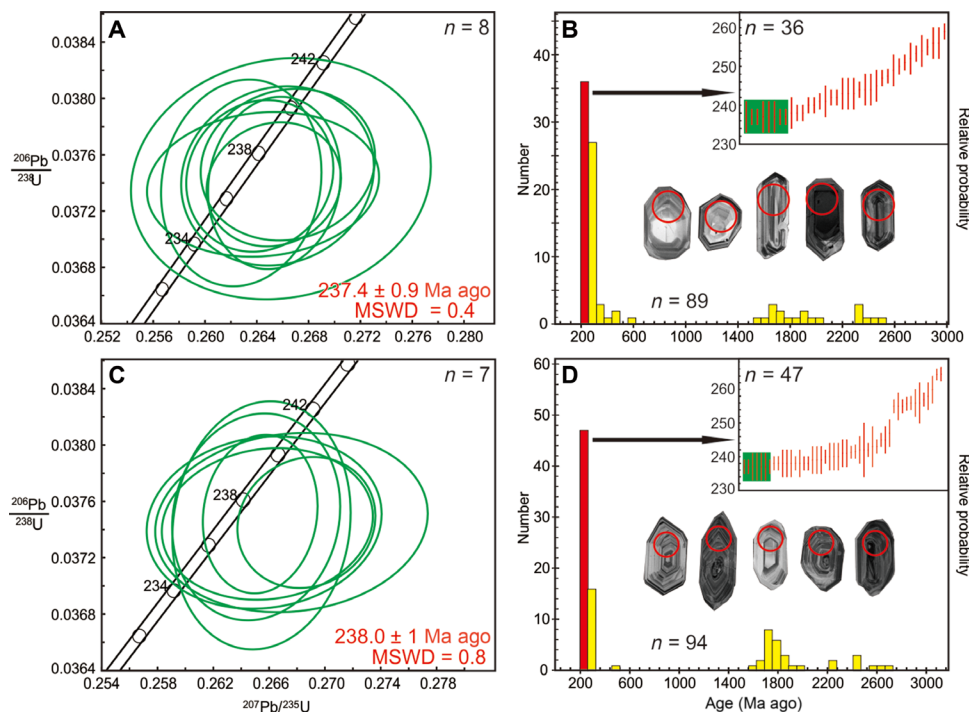 A
n = 8
0.0384
0.0380
0.0376
0.0372
0.0368
0.0364
206Pb
238U
242
238
234
237.4 ± 0.9 Ma ago
MSWD = 0.4
0.252 0.256 0.260 0.264 0.268 0.272 0.276 0.280
B
n = 36
Number
40
30
20
10
0
260
250
240
230
Relative probability
n = 89
200 600 1000 1400 1800 2200 2600 3000
C
n = 7
0.0384
0.0380
0.0376
0.0372
0.0368
0.0364
206Pb
238U
242
238
234
238.0 ± 1 Ma ago
MSWD = 0.8
0.254 0.258 0.262 0.266 0.270 0.274 0.278
207Pb/235U
D
n = 47
Number
60
50
40
30
20
10
0
260
250
240
230
Relative probability
n = 94
200 600 1000 1400 1800 2200 2600 3000
Age (Ma ago)